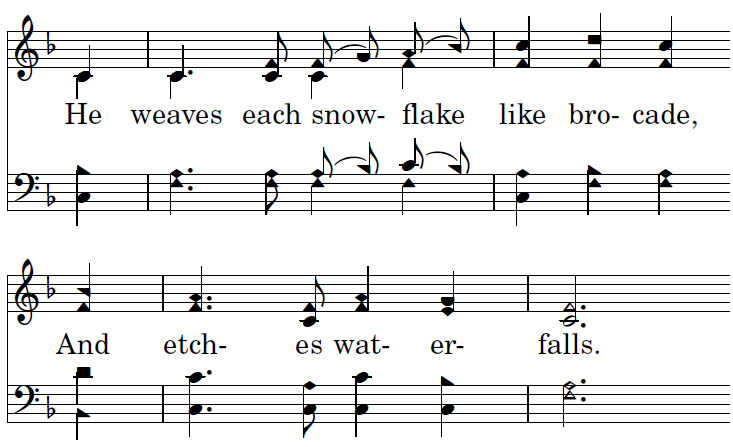 He weaves each snow- flake like bro- cade,
And etch- es wat- er- falls.